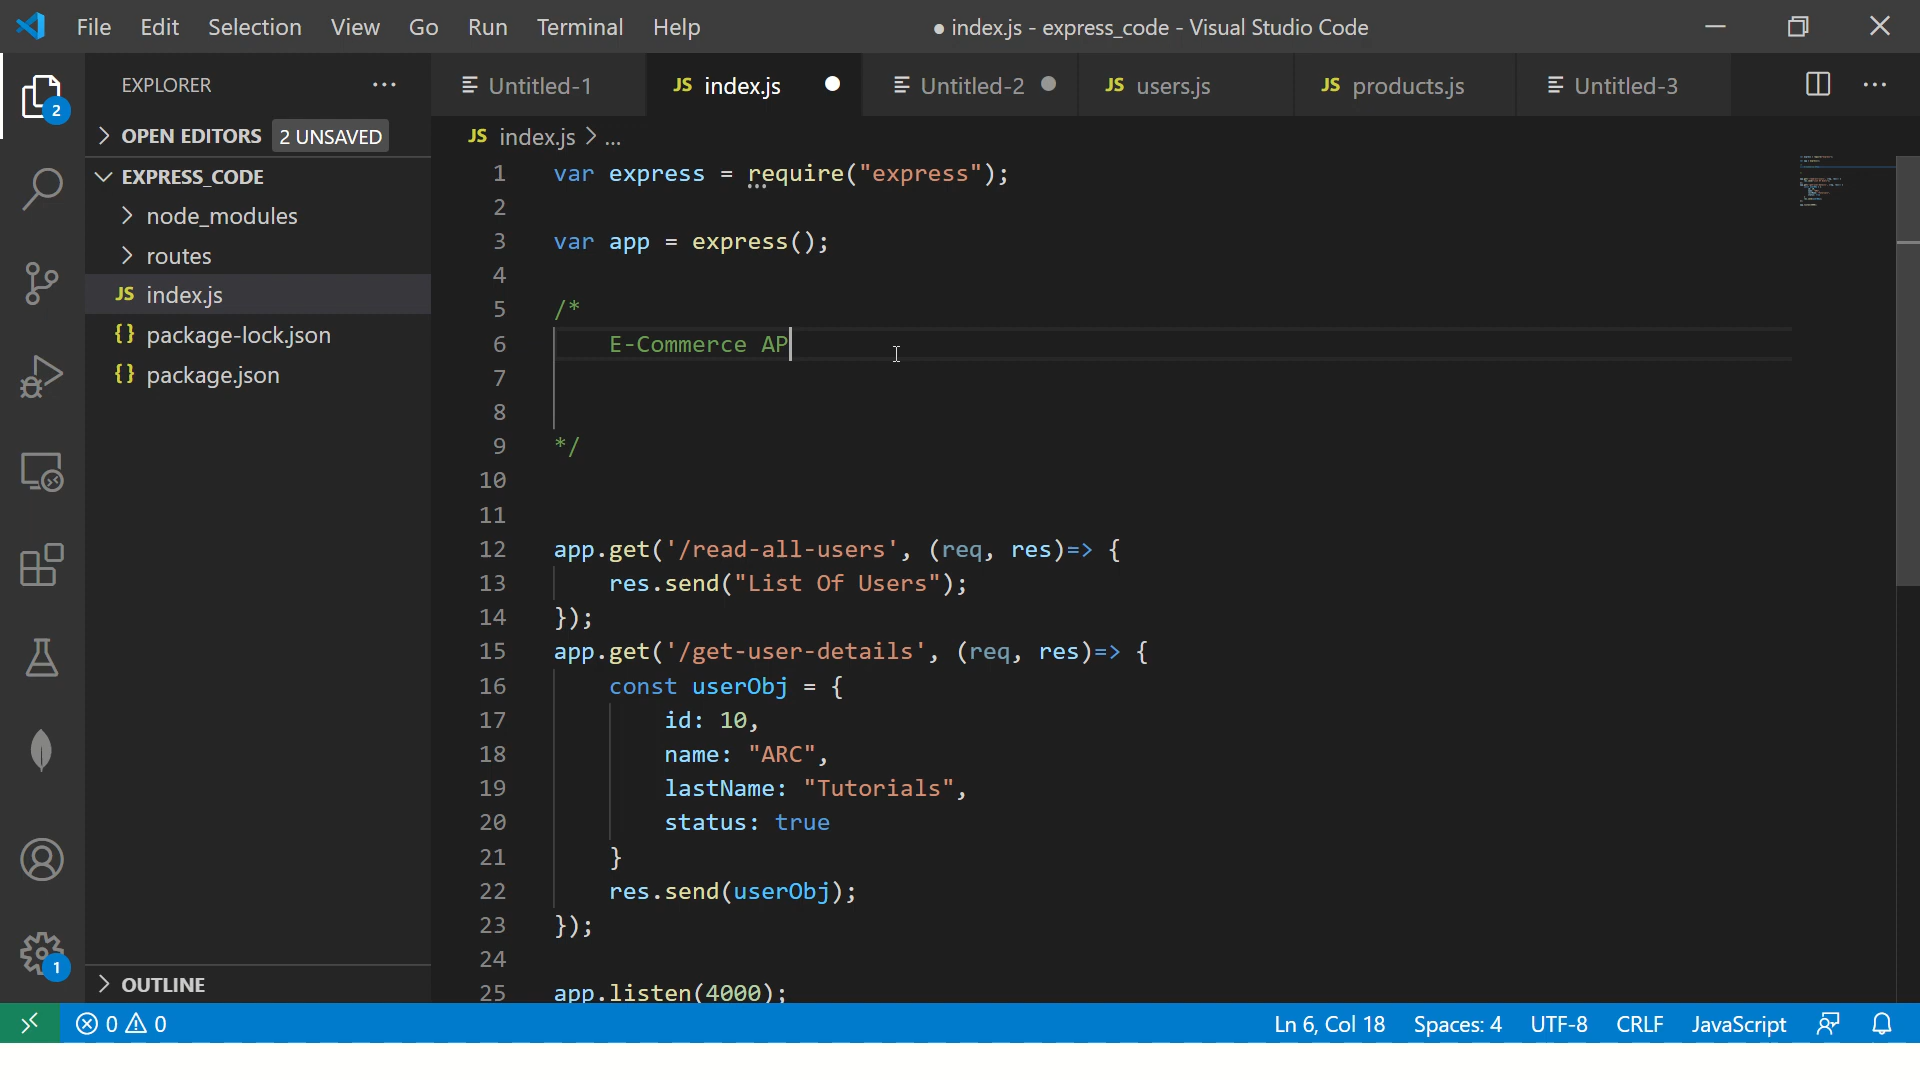 File Edit Selection View Go Run Terminal Help
● index.js - express_code - Visual Studio Code
EXPLORER ...
Untitled-1
JS index.js ●
Untitled-2 ●
JS users.js
JS products.js
Untitled-3
...
2
OPEN EDITORS 2 UNSAVED
EXPRESS_CODE
node_modules
routes
JS index.js
{} package-lock.json
{} package.json
OUTLINE
1
JS index.js > ...
1 var express = require("express");
2
3 var app = express();
4
5 /*
6 E-Commerce AP
7
8
9 */
10
11
12 app.get('/read-all-users', (req, res)=> {
13 res.send("List Of Users");
14 });
15 app.get('/get-user-details', (req, res)=> {
16 const userObj = {
17 id: 10,
18 name: "ARC",
19 lastName: "Tutorials",
20 status: true
21 }
22 res.send(userObj);
23 });
24
25 app.listen(4000);
0 0
Ln 6, Col 18 Spaces: 4 UTF-8 CRLF JavaScript